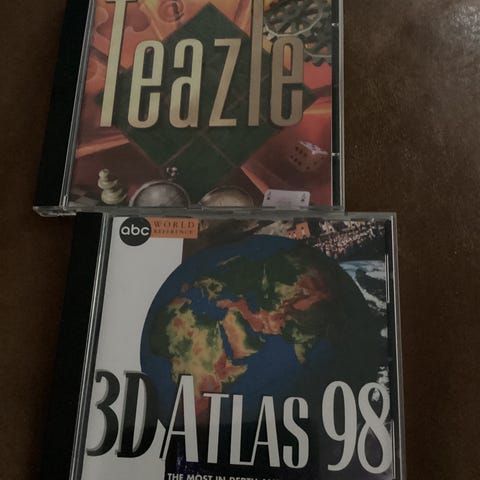 Teazle
abc WORLD
REFERENCE
3D ATLAS 98
THE MOST IN-DEPTH